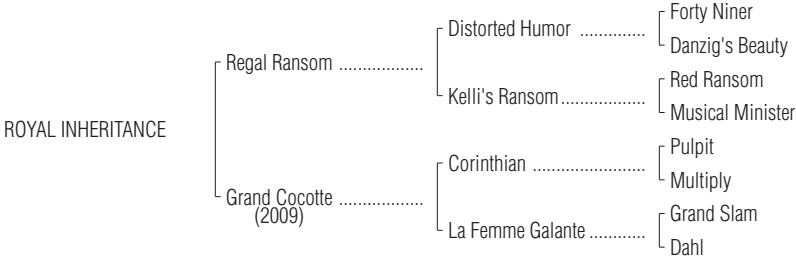 Forty Niner
Distorted Humor ..............
Danzig's Beauty
Regal Ransom ..................
Red Ransom
Kelli's Ransom..................
Musical Minister
ROYAL INHERITANCE
Pulpit
Corinthian ........................
Multiply
Grand Cocotte ..................
(2009)
Grand Slam
La Femme Galante ............
Dahl